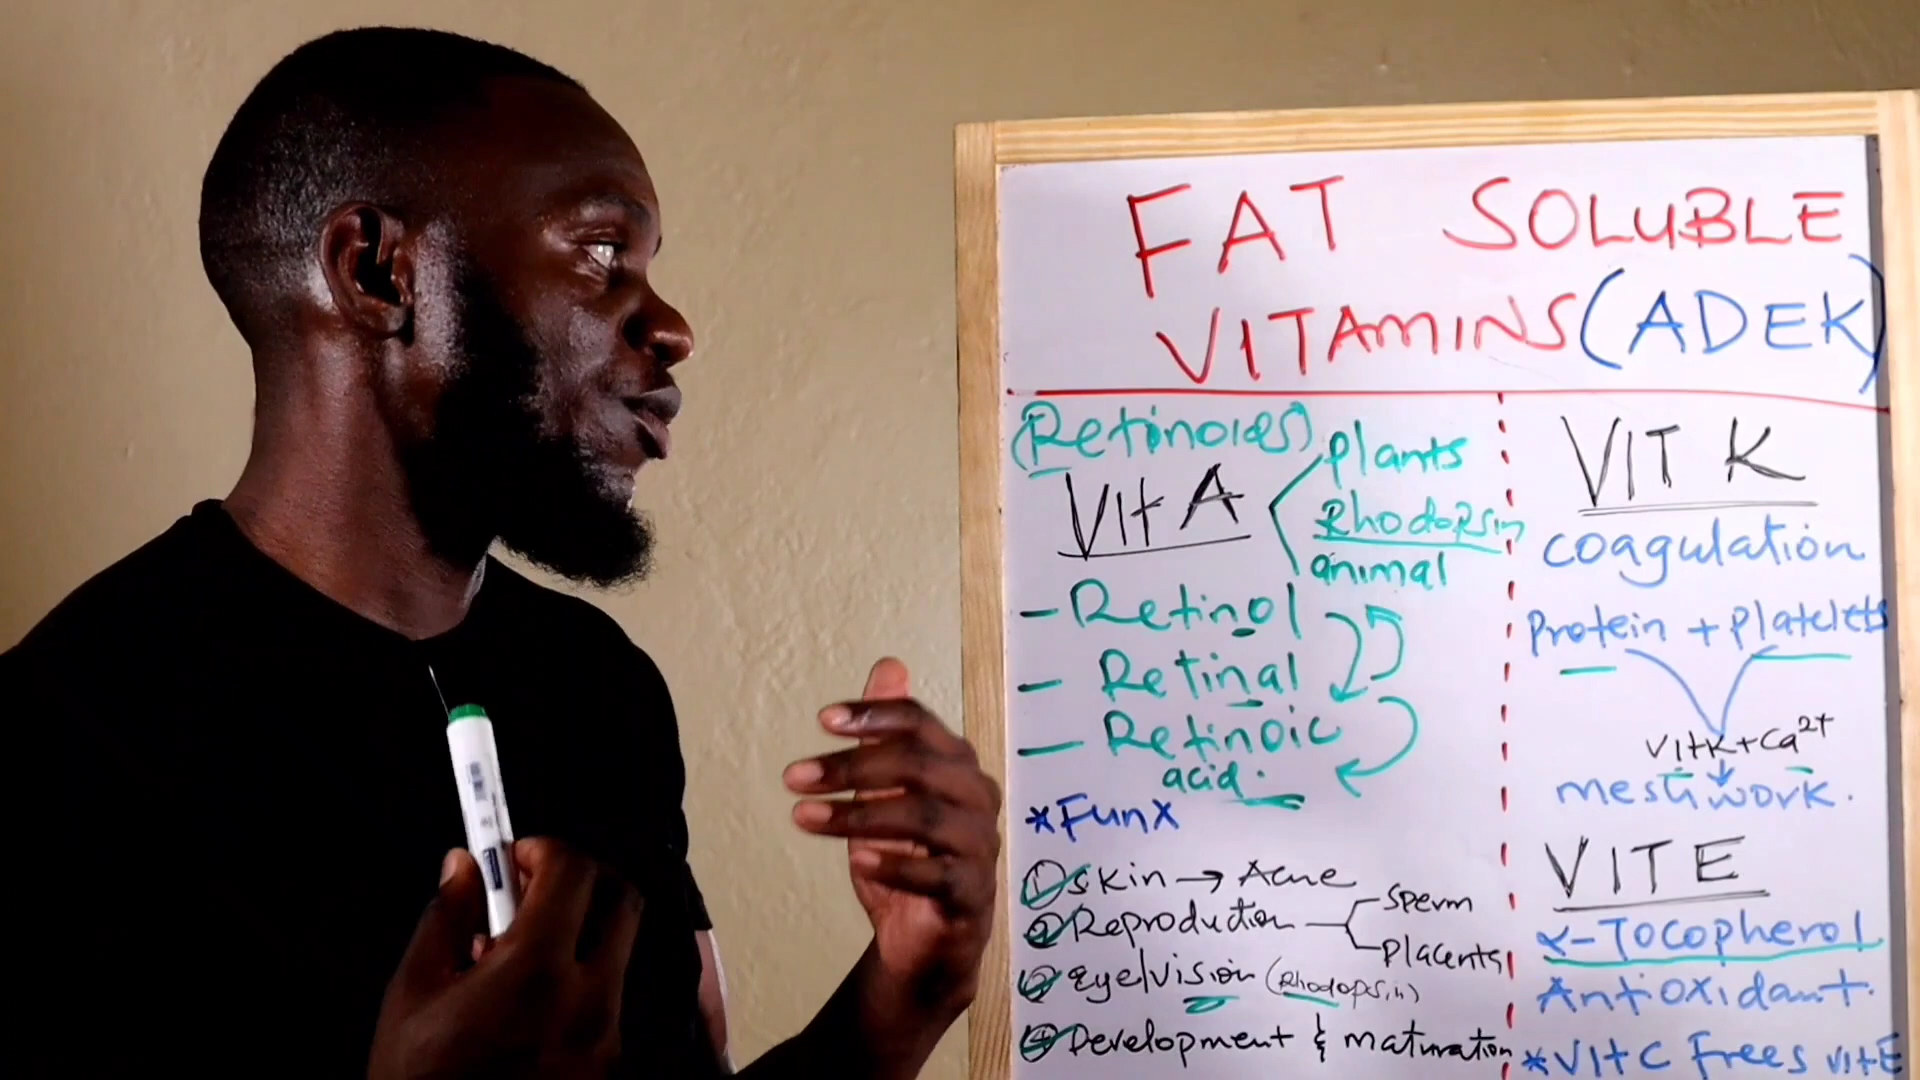 FAT SOLUBLE
VITAMINS (ADEK)
(Retinoids)
Vit A
plants
Rhodopsin
animal
- Retinol
- Retinal
- Retinoic
acid.
*Funx
① Skin → Acne
② Reproduction
Sperm
Placenta
③ Eye/vision (Rhodopsin)
④ Development & maturation
VIT K
coagulation
Protein + Platelets
vitK + Ca²⁺
meshwork.
VIT E
α-Tocopherol
Antioxidant.
*Vit C Frees vit E